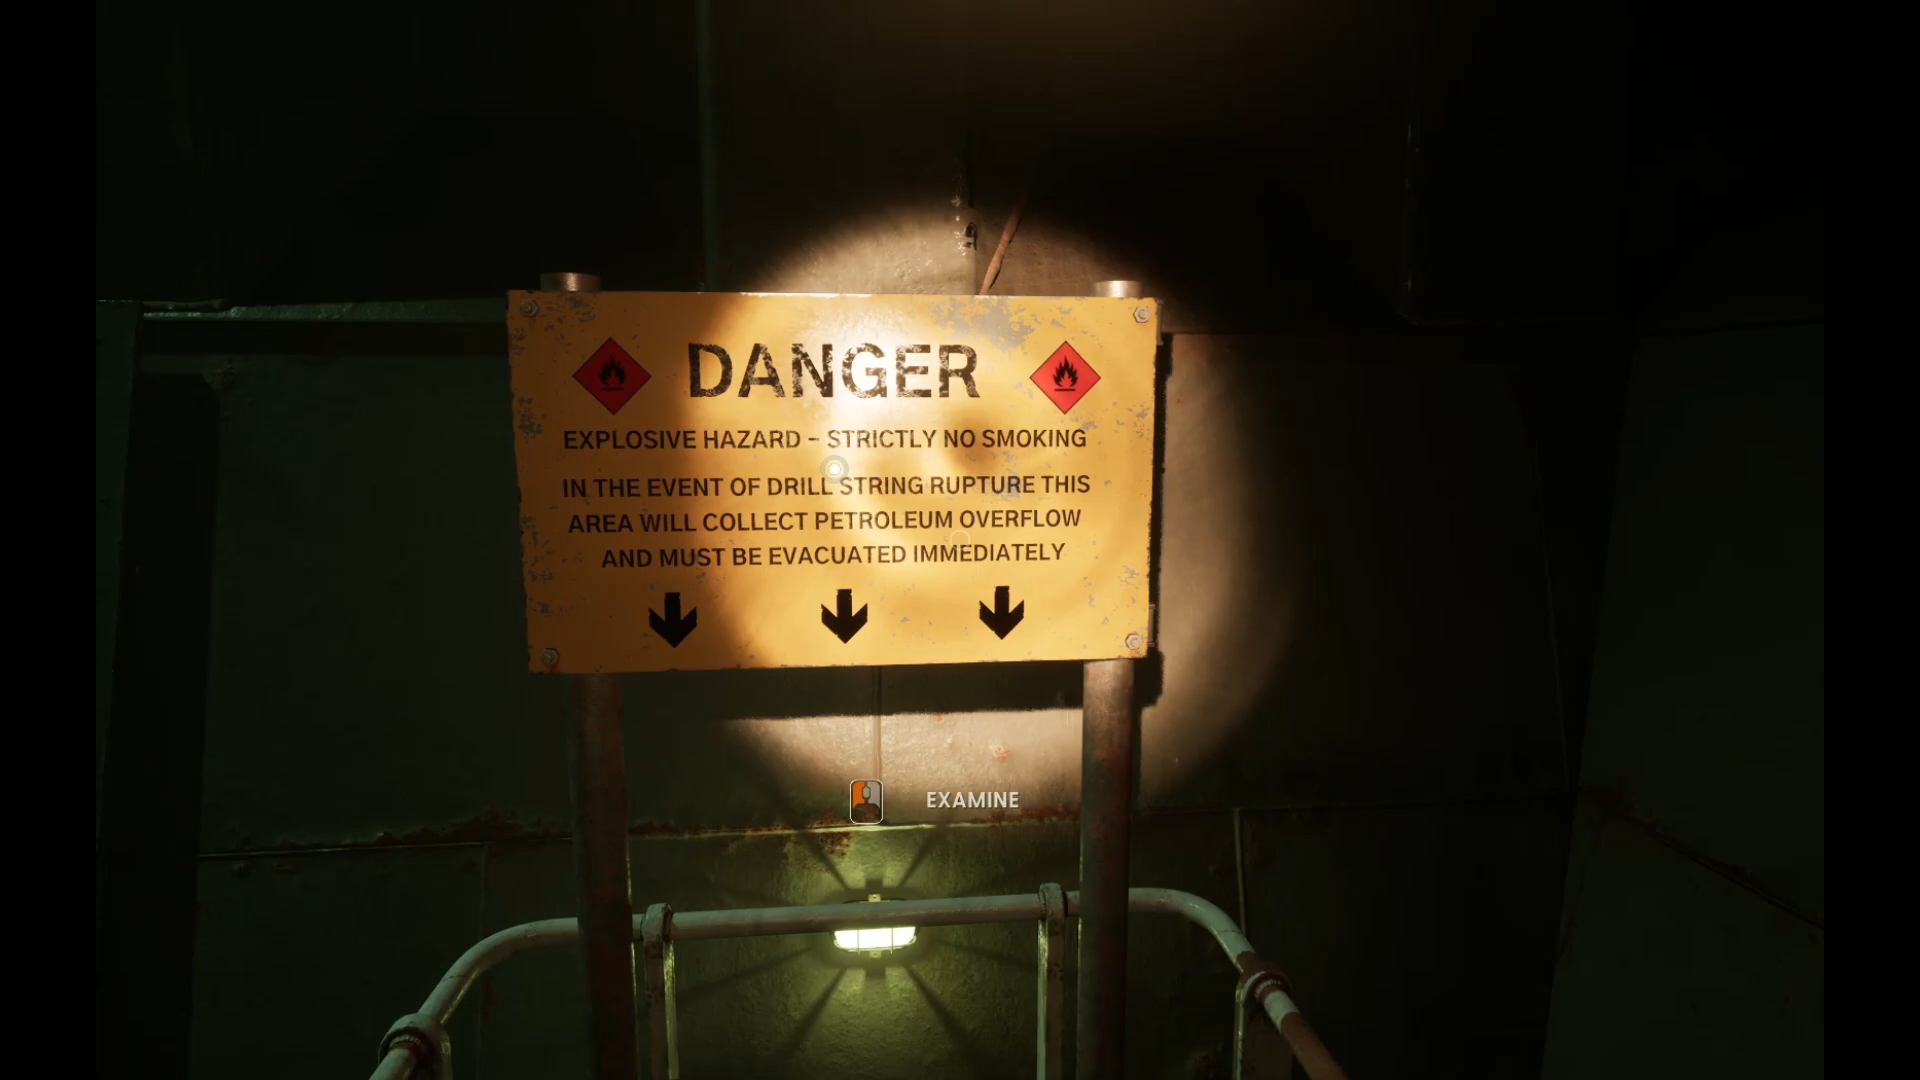 DANGER
EXPLOSIVE HAZARD - STRICTLY NO SMOKING
IN THE EVENT OF DRILL STRING RUPTURE THIS
AREA WILL COLLECT PETROLEUM OVERFLOW
AND MUST BE EVACUATED IMMEDIATELY
EXAMINE